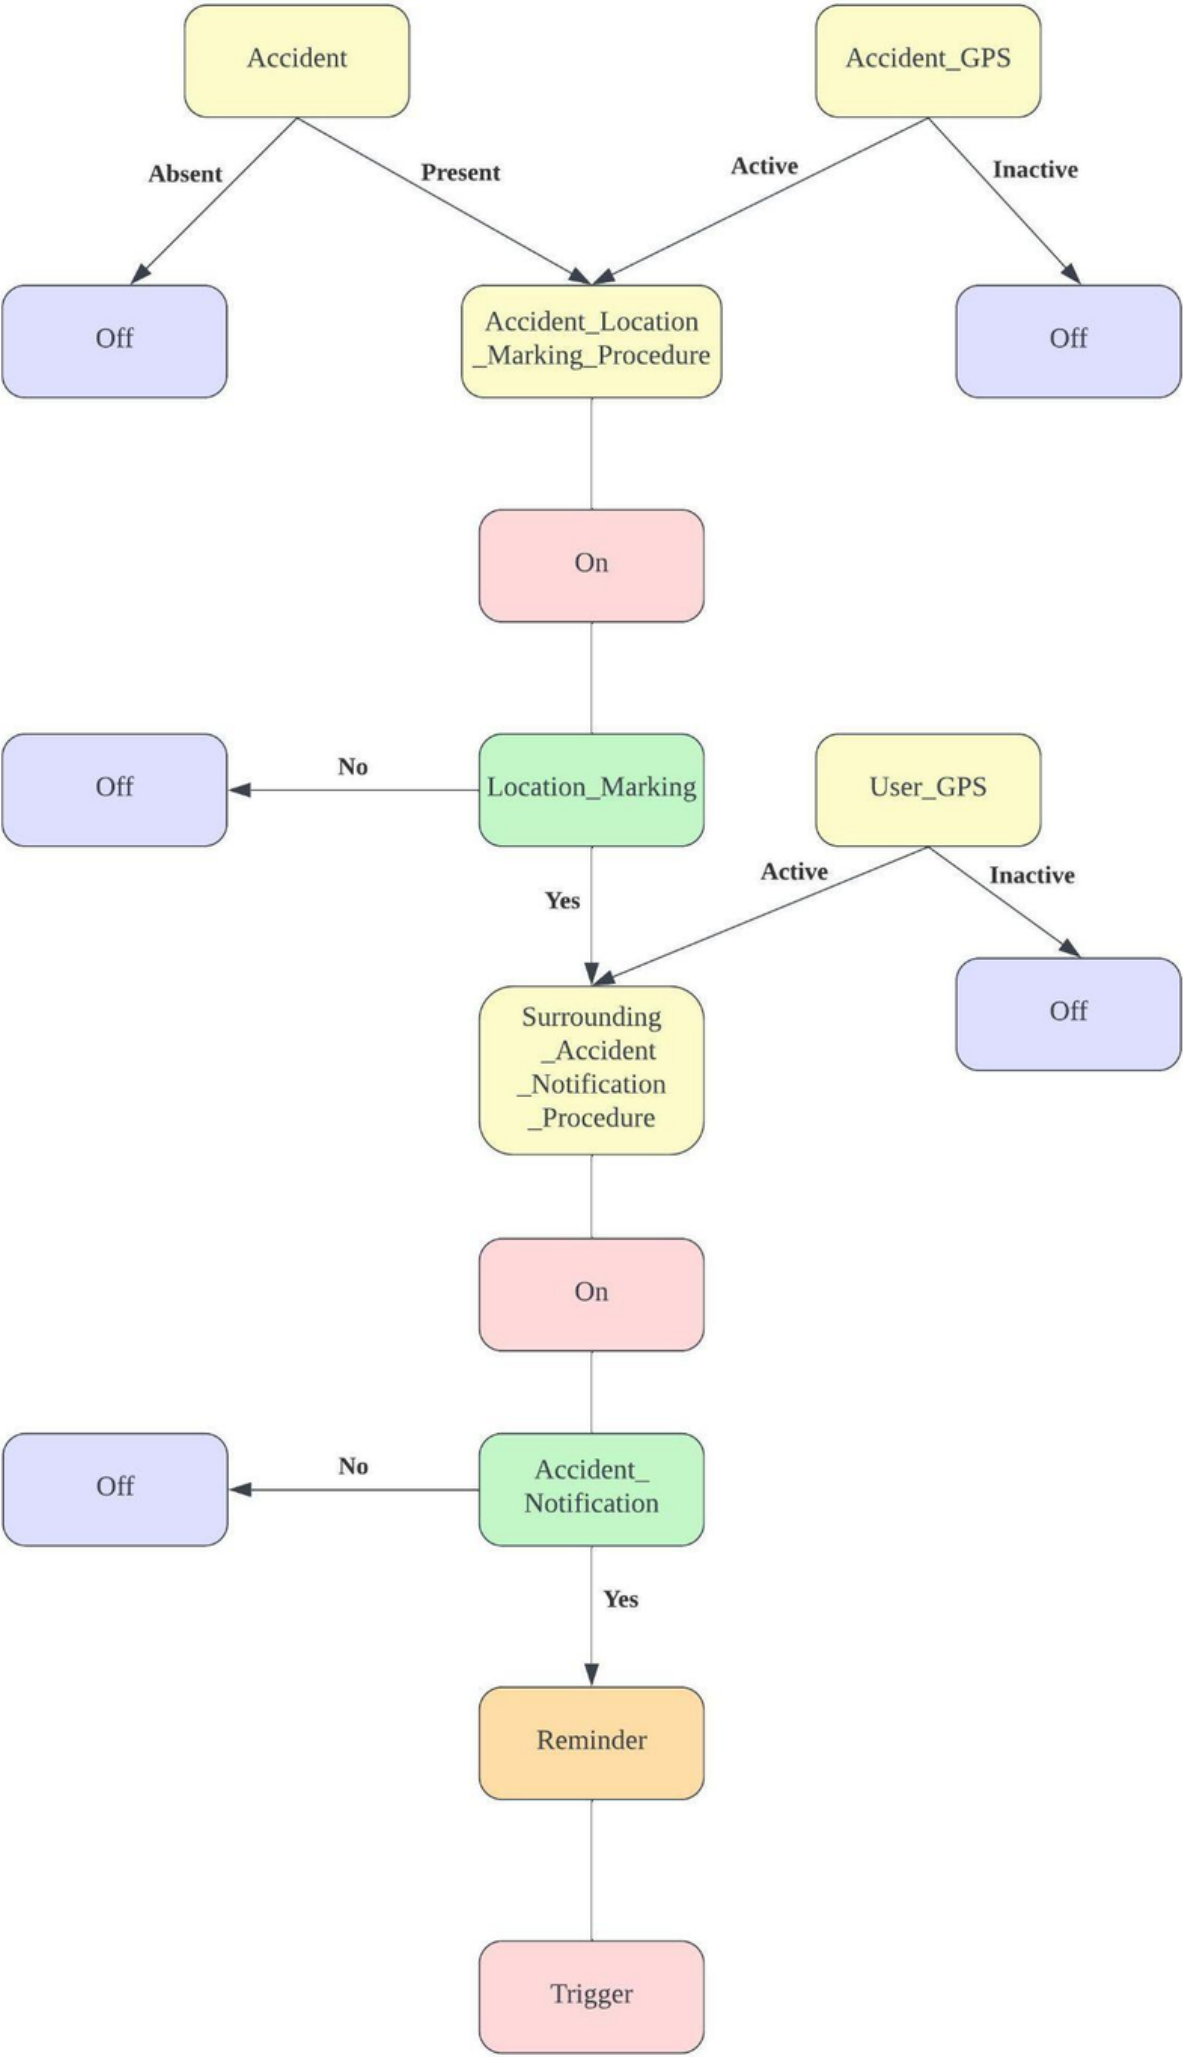 Accident
Accident_GPS
Absent
Present
Active
Inactive
Off
Accident_Location
_Marking_Procedure
Off
On
Off
No
Location_Marking
User_GPS
Yes
Active
Inactive
Surrounding
_Accident
_Notification
_Procedure
Off
On
Off
No
Accident_
Notification
Yes
Reminder
Trigger